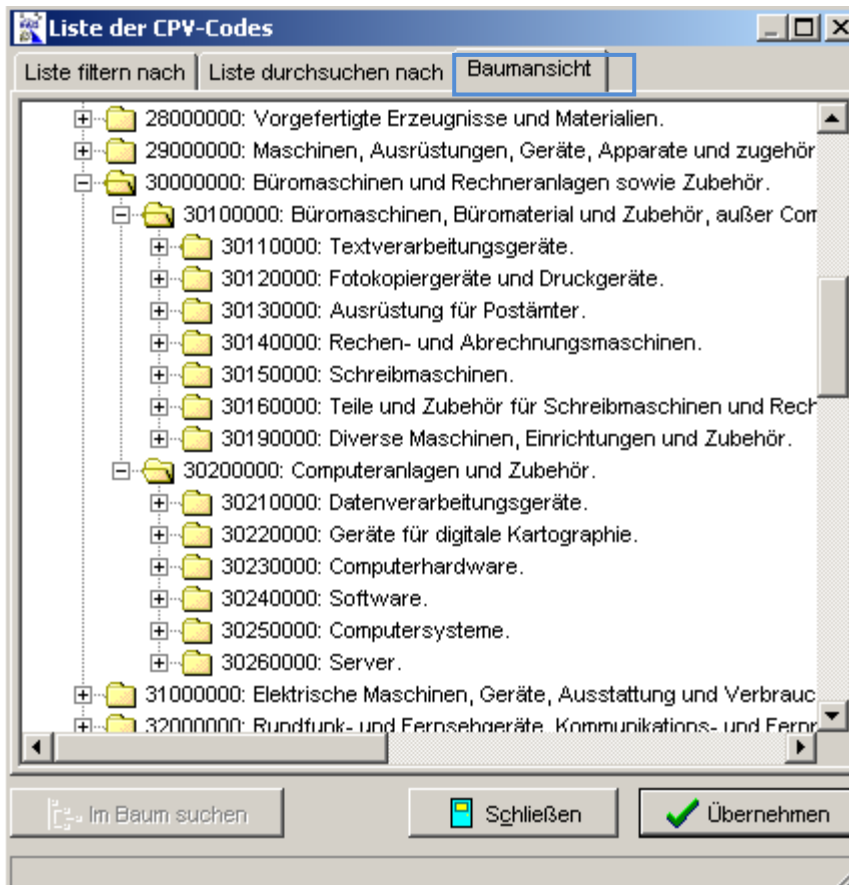 Liste der CPV-Codes
Liste filtern nach Liste durchsuchen nach Baumansicht
28000000: Vorgefertigte Erzeugnisse und Materialien.
29000000: Maschinen, Ausrüstungen, Geräte, Apparate und zugehör
30000000: Büromaschinen und Rechneranlagen sowie Zubehör.
30100000: Büromaschinen, Büromaterial und Zubehör, außer Com
30110000: Textverarbeitungsgeräte.
30120000: Fotokopiergeräte und Druckgeräte.
30130000: Ausrüstung für Postämter.
30140000: Rechen- und Abrechnungsmaschinen.
30150000: Schreibmaschinen.
30160000: Teile und Zubehör für Schreibmaschinen und Rech
30190000: Diverse Maschinen, Einrichtungen und Zubehör.
30200000: Computeranlagen und Zubehör.
30210000: Datenverarbeitungsgeräte.
30220000: Geräte für digitale Kartographie.
30230000: Computerhardware.
30240000: Software.
30250000: Computersysteme.
30260000: Server.
31000000: Elektrische Maschinen, Geräte, Ausstattung und Verbrauc
32000000: Rundfunk- und Fernsehgeräte, Kommunikations- und Fernr
Im Baum suchen Schließen Übernehmen